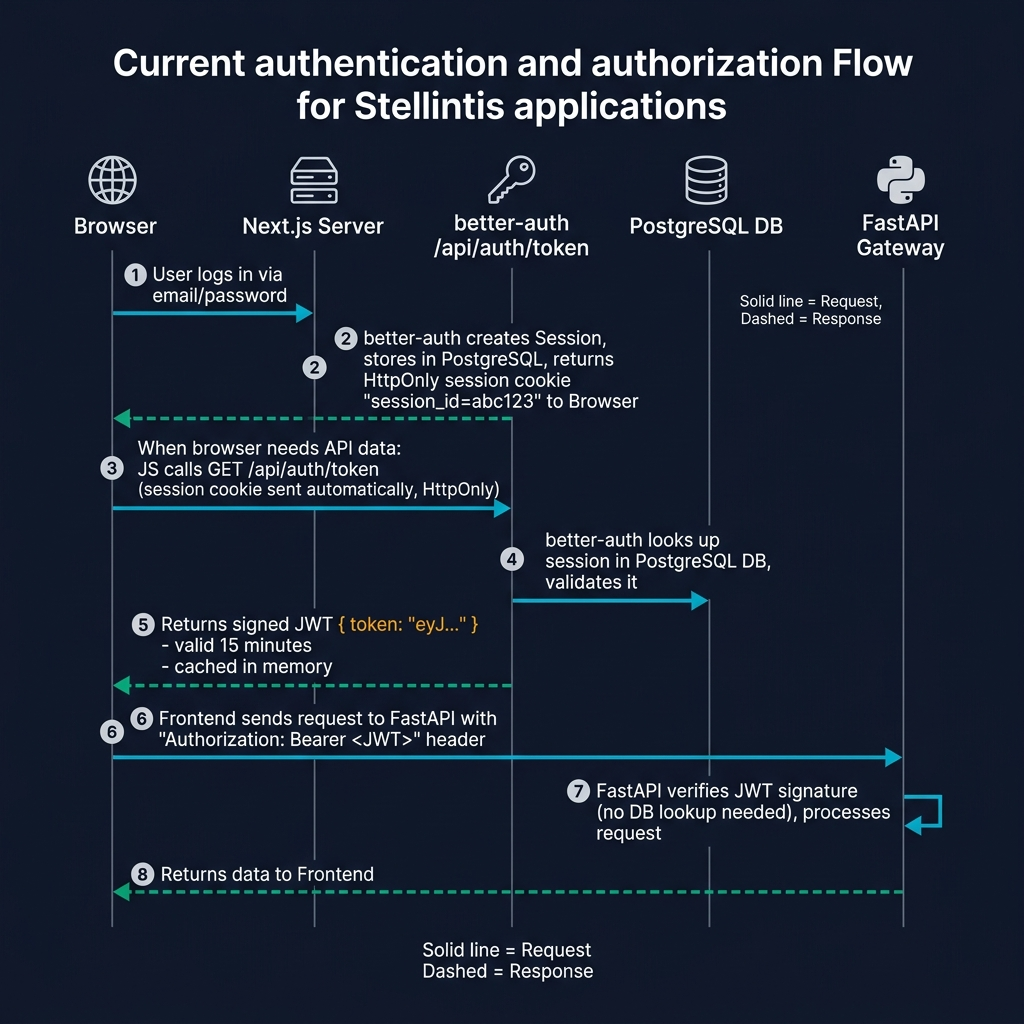 Current authentication and authorization Flow
for Stellintis applications
Browser
Next.js Server
better-auth
/api/auth/token
PostgreSQL DB
FastAPI
Gateway
1 User logs in via
email/password
Solid line = Request,
Dashed = Response
2
2 better-auth creates Session,
stores in PostgreSQL, returns
HttpOnly session cookie
"session_id=abc123" to Browser
3
When browser needs API data:
JS calls GET /api/auth/token
(session cookie sent automatically, HttpOnly)
4
better-auth looks up
session in PostgreSQL DB,
validates it
5 Returns signed JWT { token: "eyJ..." }
- valid 15 minutes
- cached in memory
6
6 Frontend sends request to FastAPI with
"Authorization: Bearer <JWT>" header
7 FastAPI verifies JWT signature
(no DB lookup needed), processes
request
8 Returns data to Frontend
Solid line = Request
Dashed = Response